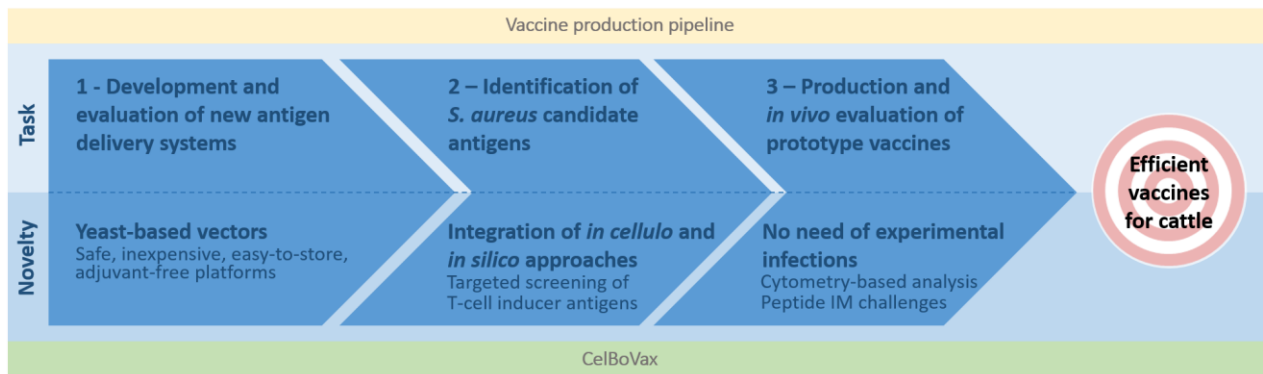 Vaccine production pipeline
Task
1 - Development and
evaluation of new antigen
delivery systems
2 – Identification of
S. aureus candidate
antigens
3 – Production and
in vivo evaluation of
prototype vaccines
Novelty
Yeast-based vectors
Safe, inexpensive, easy-to-store,
adjuvant-free platforms
Integration of in cellulo and
in silico approaches
Targeted screening of
T-cell inducer antigens
No need of experimental
infections
Cytometry-based analysis
Peptide IM challenges
Efficient
vaccines
for cattle
CelBoVax